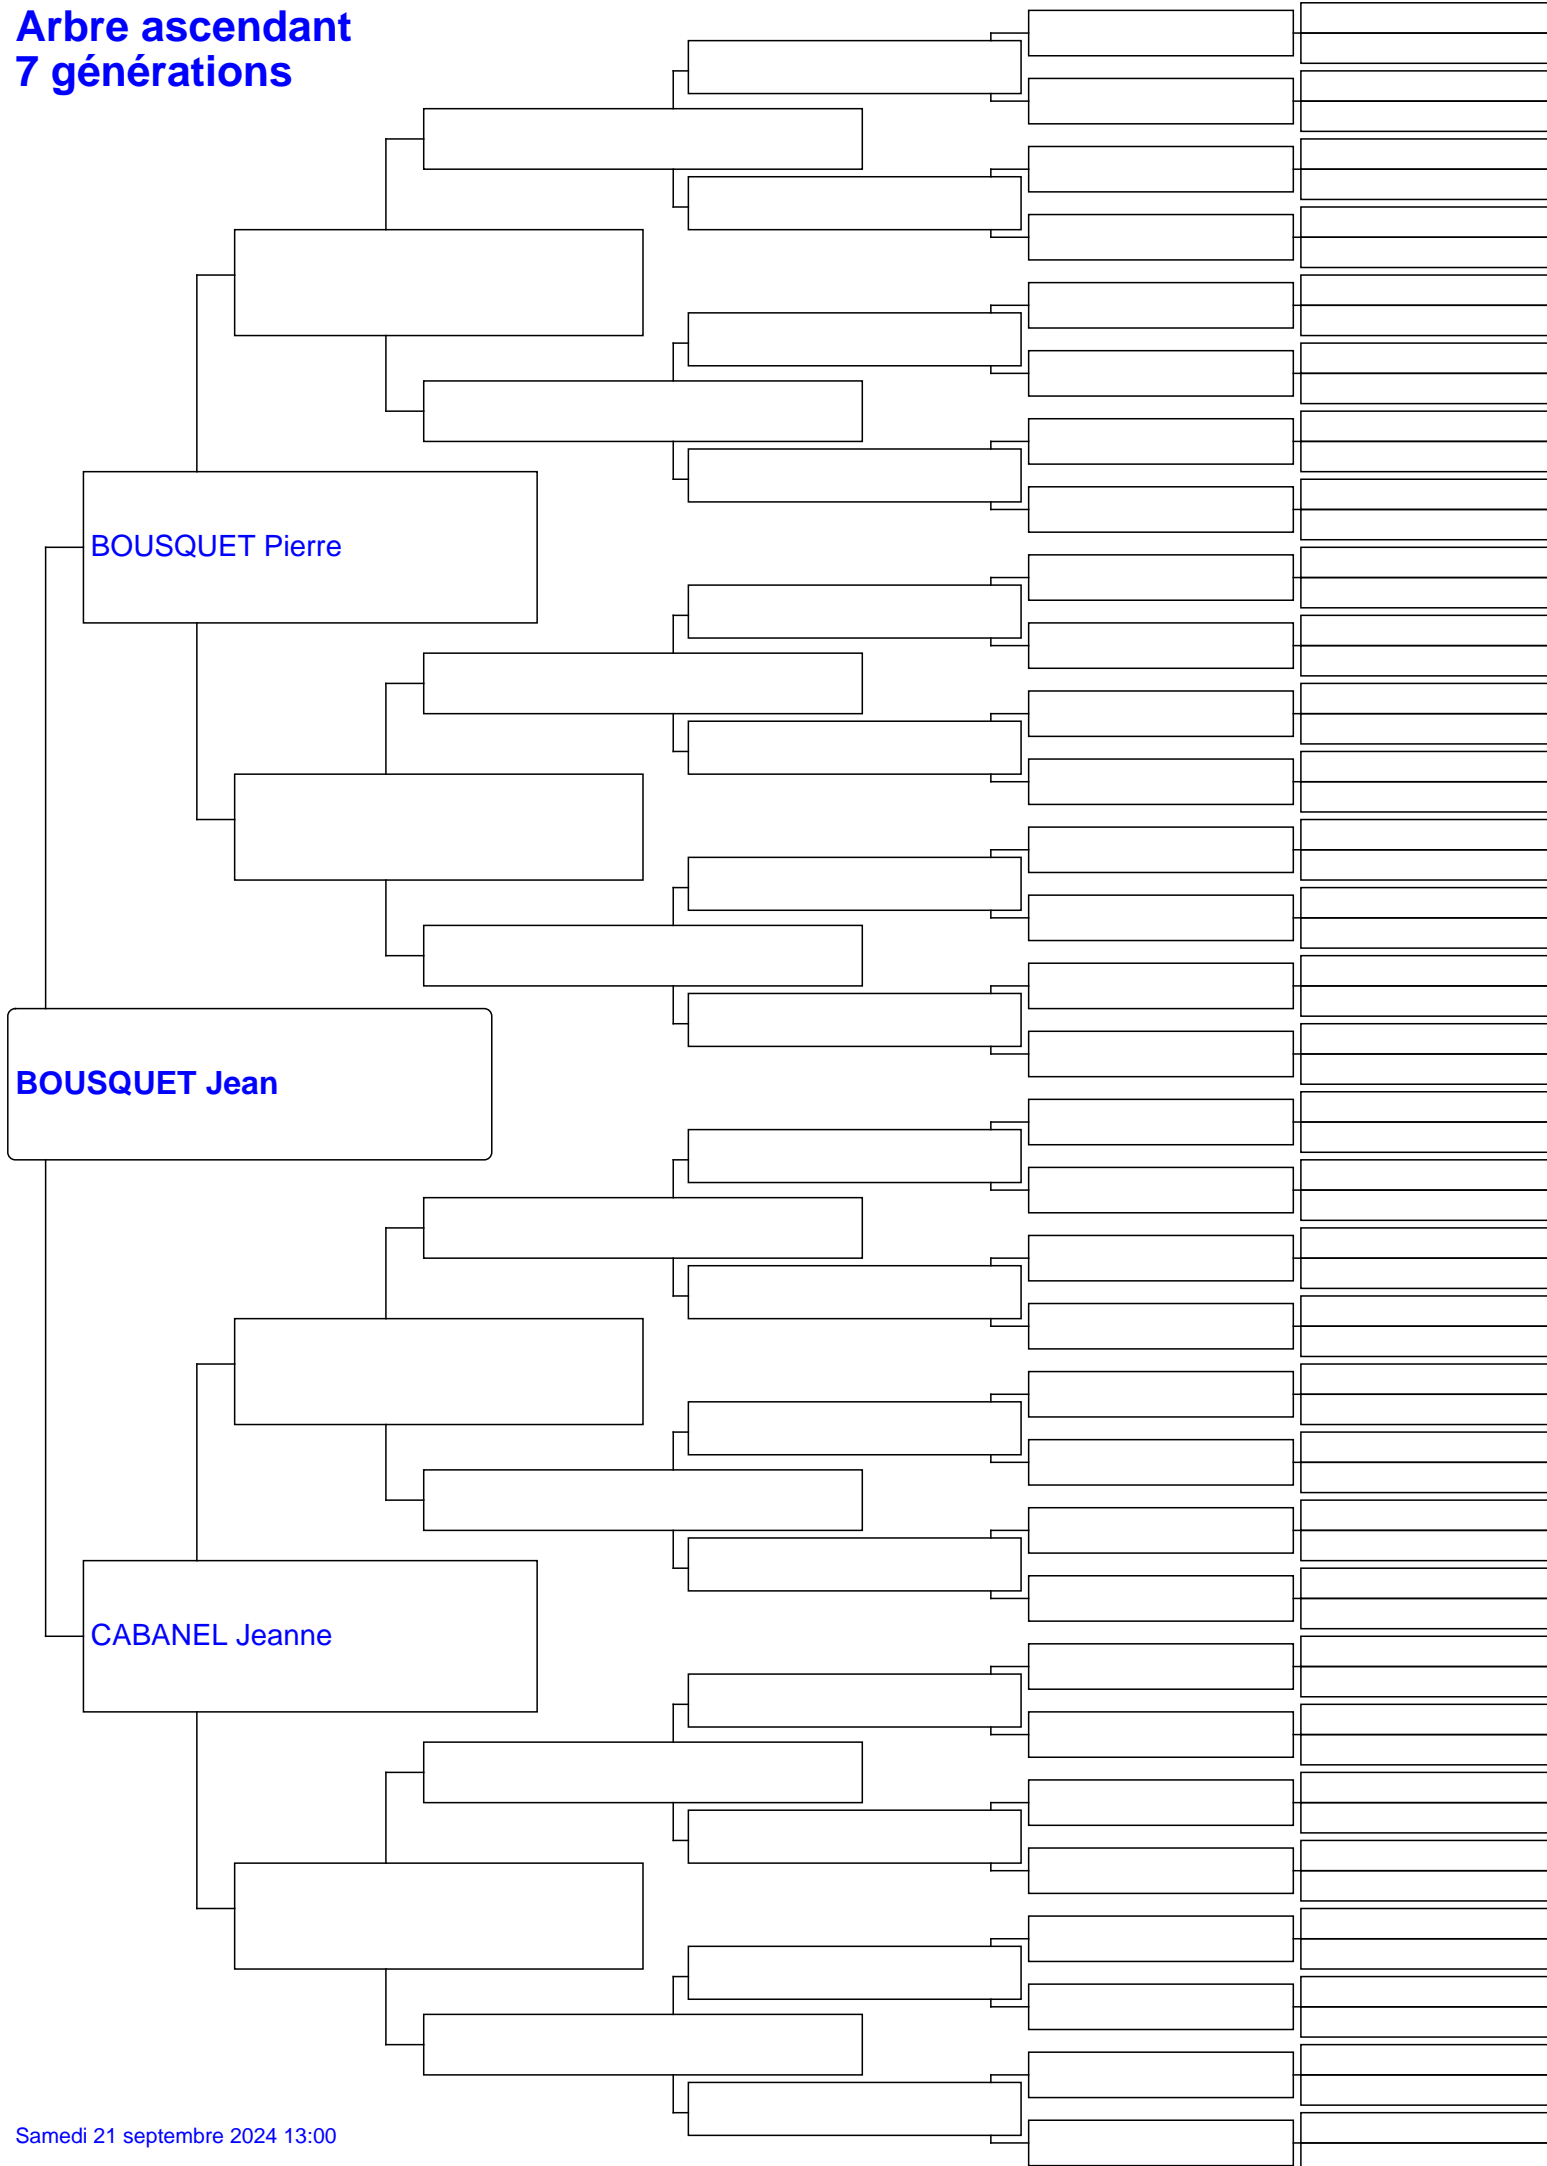 Arbre ascendant
7 générations
BOUSQUET Pierre
BOUSQUET Jean
CABANEL Jeanne
Samedi 21 septembre 2024 13:00